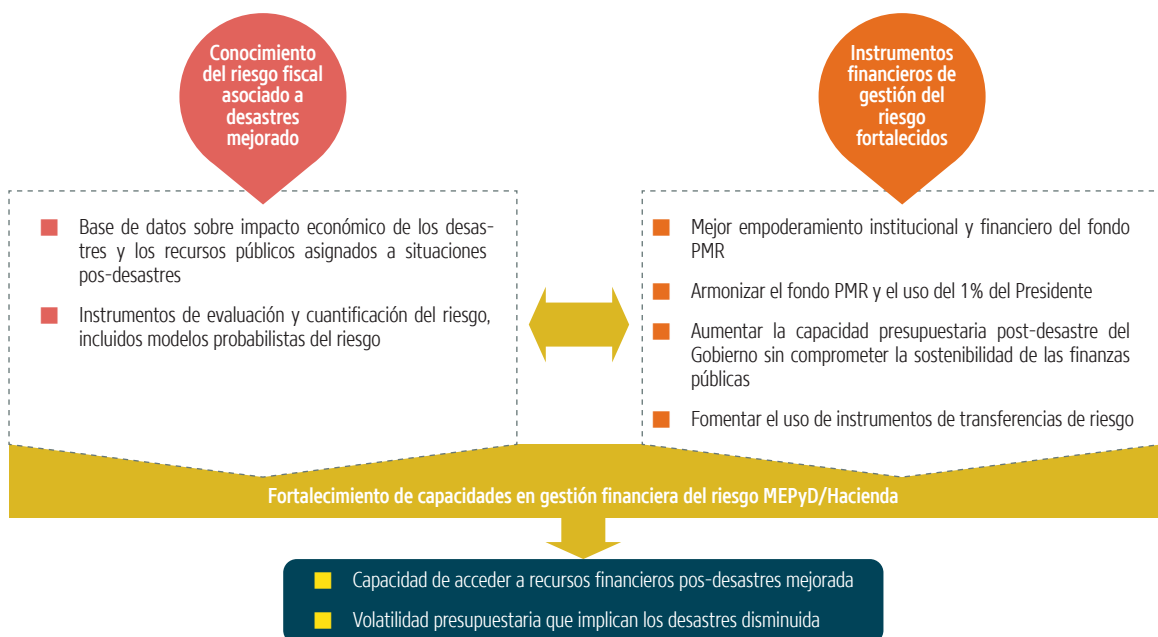 Conocimiento
del riesgo fiscal
asociado a
desastres
mejorado
Instrumentos
financieros de
gestión del
riesgo
fortalecidos
Base de datos sobre impacto económico de los desas-
tres y los recursos públicos asignados a situaciones
pos-desastres
Instrumentos de evaluación y cuantificación del riesgo,
incluidos modelos probabilistas del riesgo
Mejor empoderamiento institucional y financiero del fondo
PMR
Armonizar el fondo PMR y el uso del 1% del Presidente
Aumentar la capacidad presupuestaria post-desastre del
Gobierno sin comprometer la sostenibilidad de las finanzas
públicas
Fomentar el uso de instrumentos de transferencias de riesgo
Fortalecimiento de capacidades en gestión financiera del riesgo MEPyD/Hacienda
Capacidad de acceder a recursos financieros pos-desastres mejorada
Volatilidad presupuestaria que implican los desastres disminuida